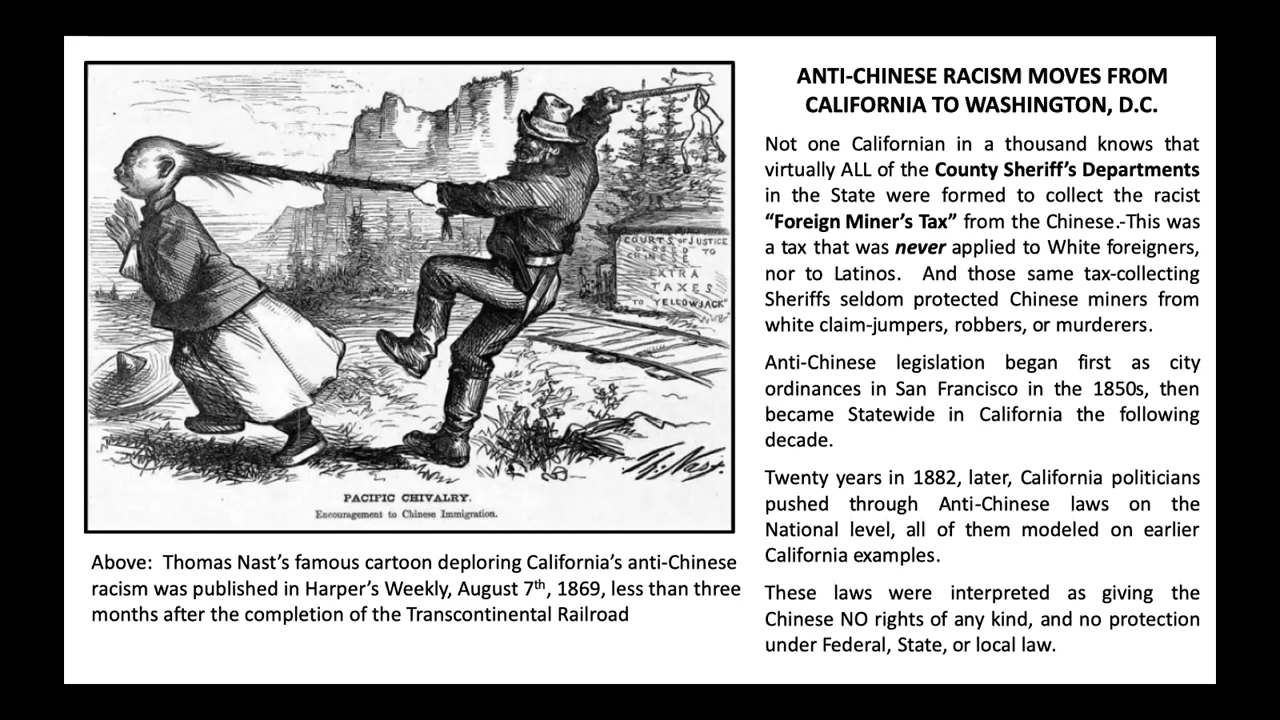 CALIFORNIA
COURTS of JUSTICE
CLOSED TO
CHINESE
EXTRA
TAXES
TO "YELLOWJACK"
Th: Nast.
PACIFIC CHIVALRY.
Encouragement to Chinese Immigration.
Above:  Thomas Nast's famous cartoon deploring California's anti-Chinese
racism was published in Harper's Weekly, August 7th, 1869, less than three
months after the completion of the Transcontinental Railroad
ANTI-CHINESE RACISM MOVES FROM
CALIFORNIA TO WASHINGTON, D.C.
Not one Californian in a thousand knows that
virtually ALL of the County Sheriff's Departments
in the State were formed to collect the racist
“Foreign Miner's Tax” from the Chinese.-This was
a tax that was never applied to White foreigners,
nor to Latinos.  And those same tax-collecting
Sheriffs seldom protected Chinese miners from
white claim-jumpers, robbers, or murderers.
Anti-Chinese legislation began first as city
ordinances in San Francisco in the 1850s, then
became Statewide in California the following
decade.
Twenty years in 1882, later, California politicians
pushed through Anti-Chinese laws on the
National level, all of them modeled on earlier
California examples.
These laws were interpreted as giving the
Chinese NO rights of any kind, and no protection
under Federal, State, or local law.